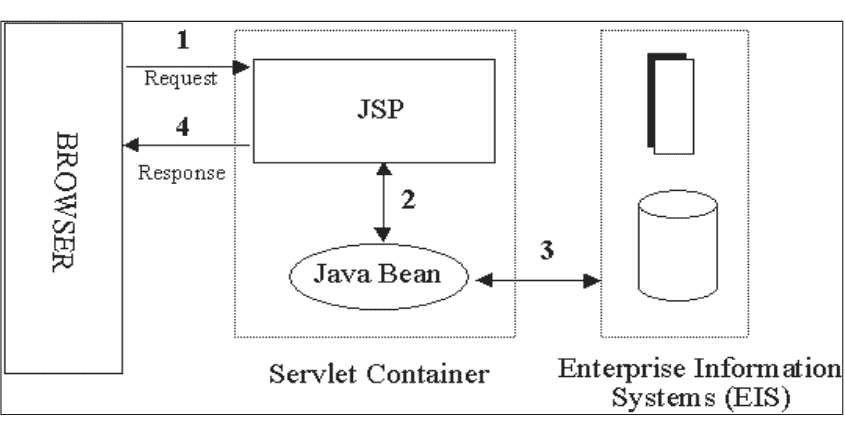 BROWSER
1
Request
4
Response
JSP
2
Java Bean
3
Servlet Container
Enterprise Information
Systems (EIS)